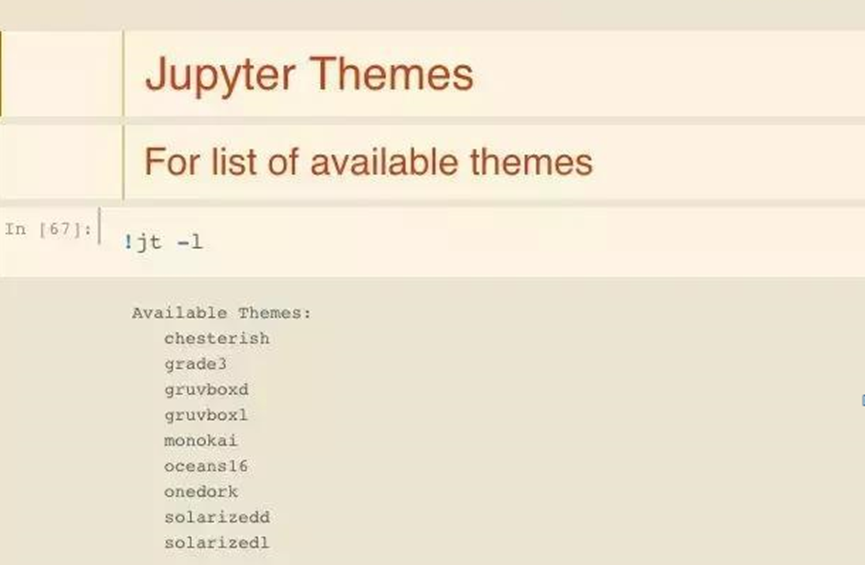 Jupyter Themes
For list of available themes
In [67]: !jt -l
Available Themes:
chesterish
grade3
gruvboxd
gruvboxl
monokai
oceans16
onedork
solarizedd
solarizedl